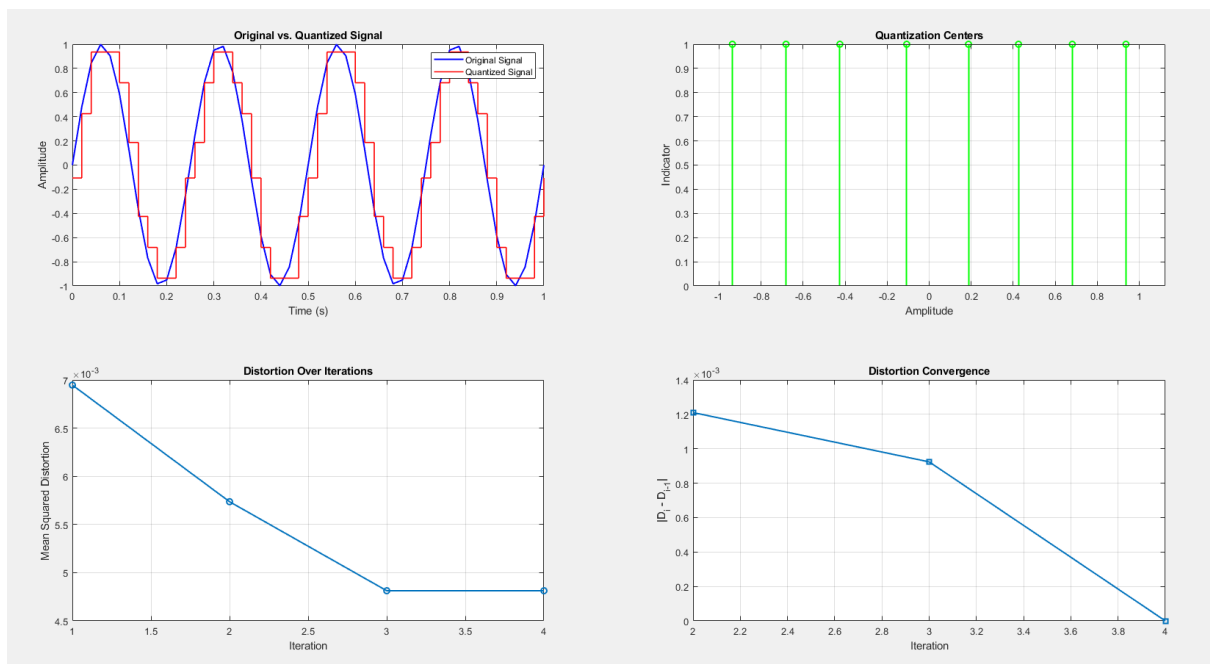 Original vs. Quantized Signal
1
0.8
0.6
0.4
0.2
0
-0.2
-0.4
-0.6
-0.8
-1
Amplitude
Original Signal
Quantized Signal
0 0.1 0.2 0.3 0.4 0.5 0.6 0.7 0.8 0.9 1
Time (s)
Quantization Centers
1
0.9
0.8
0.7
0.6
0.5
0.4
0.3
0.2
0.1
0
Indicator
-1 -0.8 -0.6 -0.4 -0.2 0 0.2 0.4 0.6 0.8 1
Amplitude
Distortion Over Iterations
×10-3
7
6.5
6
5.5
5
4.5
Mean Squared Distortion
1 1.5 2 2.5 3 3.5 4
Iteration
Distortion Convergence
×10-3
1.4
1.2
1
0.8
0.6
0.4
0.2
0
|Di - Di-1|
2 2.2 2.4 2.6 2.8 3 3.2 3.4 3.6 3.8 4
Iteration